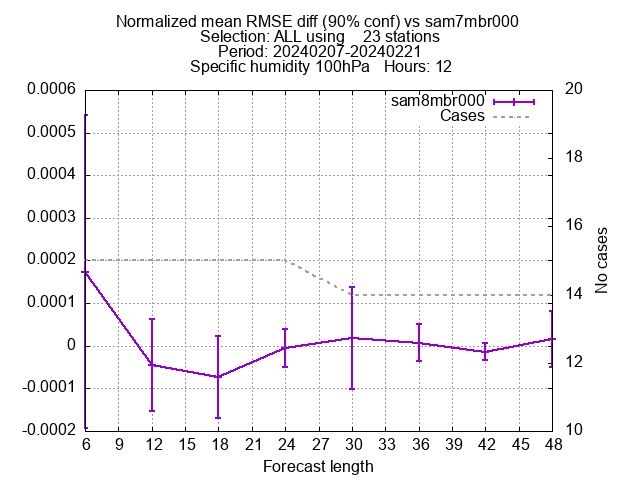 Normalized mean RMSE diff (90% conf) vs sam7mbr000
Selection: ALL using    23 stations
Period: 20240207-20240221
Specific humidity 100hPa   Hours: 12
sam8mbr000
Cases
0.0006
0.0005
0.0004
0.0003
0.0002
0.0001
0
-0.0001
-0.0002
20
18
16
14
12
10
No cases
6 9 12 15 18 21 24 27 30 33 36 39 42 45 48
Forecast length